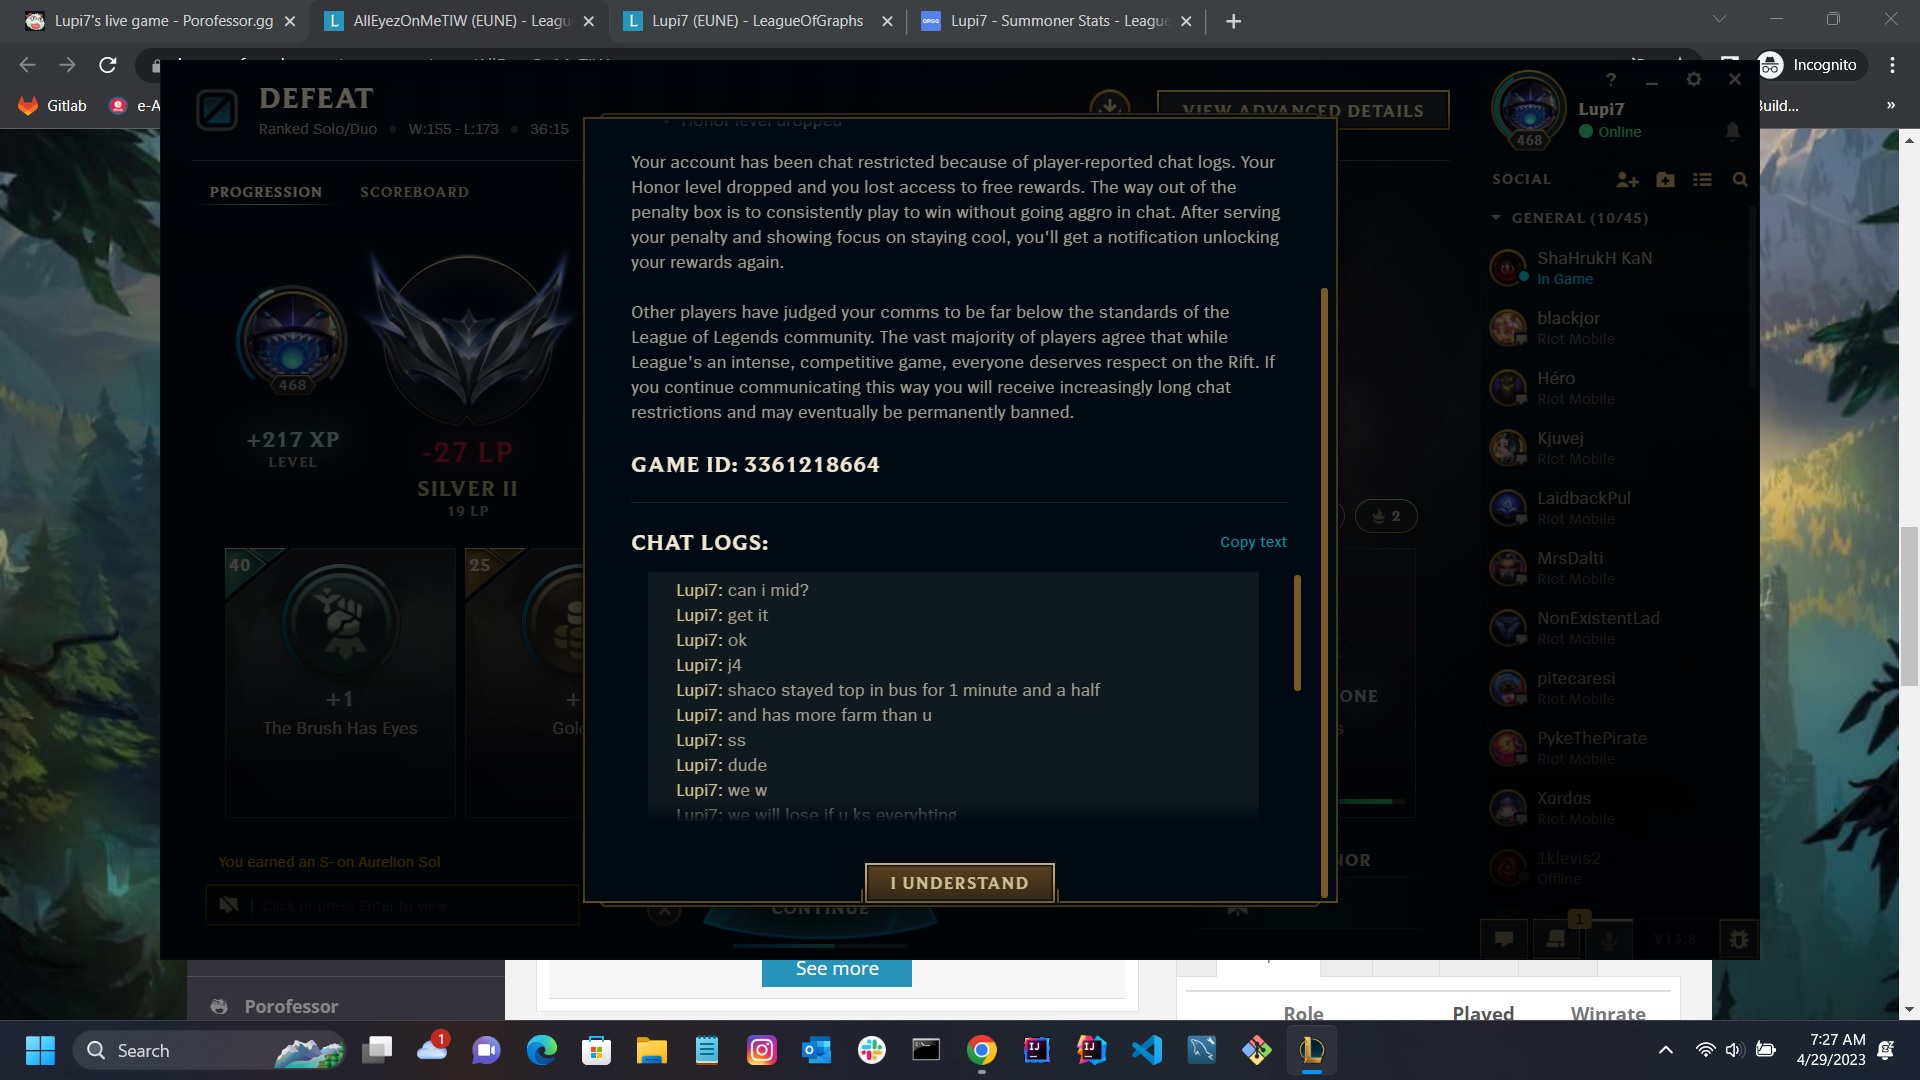 Lupi7's live game - Porofessor.gg
AllEyezOnMeTIW (EUNE) - Leagu
Lupi7 (EUNE) - LeagueOfGraphs
OP.GG
Lupi7 - Summoner Stats - League
Incognito
Gitlab
e-A
Build...
»
DEFEAT
Ranked Solo/Duo • W:155 - L:173 • 36:15
VIEW ADVANCED DETAILS
PROGRESSION
SCOREBOARD
468
+217 XP
LEVEL
-27 LP
SILVER II
19 LP
40
+1
The Brush Has Eyes
25
+
Gol
You earned an S- on Aurelion Sol
Click or press Enter to view
• Honor level dropped
Your account has been chat restricted because of player-reported chat logs. Your
Honor level dropped and you lost access to free rewards. The way out of the
penalty box is to consistently play to win without going aggro in chat. After serving
your penalty and showing focus on staying cool, you'll get a notification unlocking
your rewards again.
Other players have judged your comms to be far below the standards of the
League of Legends community. The vast majority of players agree that while
League's an intense, competitive game, everyone deserves respect on the Rift. If
you continue communicating this way you will receive increasingly long chat
restrictions and may eventually be permanently banned.
GAME ID: 3361218664
CHAT LOGS:
Copy text
Lupi7: can i mid?
Lupi7: get it
Lupi7: ok
Lupi7: j4
Lupi7: shaco stayed top in bus for 1 minute and a half
Lupi7: and has more farm than u
Lupi7: ss
Lupi7: dude
Lupi7: we w
Lupi7: we will lose if u ks everyhting
I UNDERSTAND
CONTINUE
2
ONE
s
NOR
?
Lupi7
Online
468
SOCIAL
GENERAL (10/45)
ShaHrukH KaN
In Game
blackjor
Riot Mobile
Héro
Riot Mobile
Kjuvej
Riot Mobile
LaidbackPul
Riot Mobile
MrsDalti
Riot Mobile
NonExistentLad
Riot Mobile
pitecaresi
Riot Mobile
PykeThePirate
Riot Mobile
Xardas
Riot Mobile
1klevis2
Offline
1
V13.8
See more
Porofessor
Role
Played
Winrate
Search
1
7:27 AM
4/29/2023